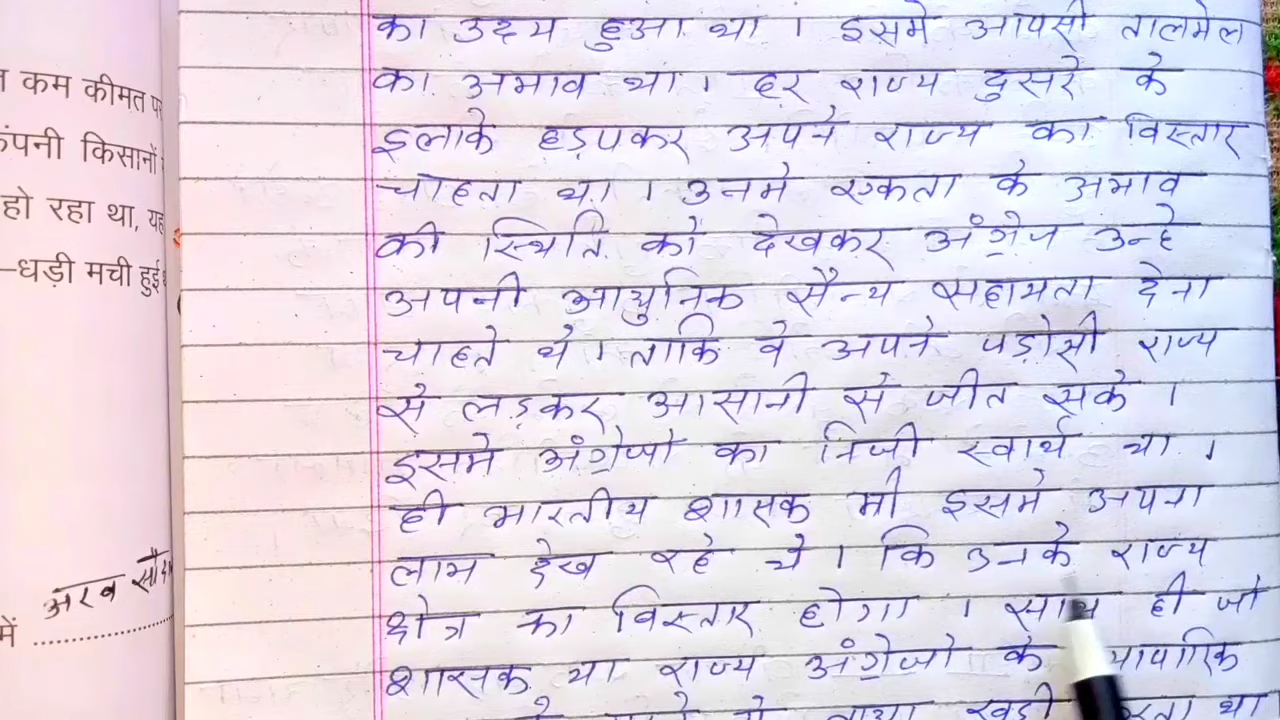 कम कीमत
कंपनी किसानों
हो रहा था, यह
–धड़ी मची हुई
अरब
में
का उदय हुआ था । इसमे आपसी तालमेल
का अभाव था । हर राज्य दुसरे के
इलाके हड़पकर अपने राज्य का विस्तार
चाहता था । उनमे एकता के अभाव
की स्थिति को देखकर अंग्रेज उन्हे
अपनी आधुनिक सैन्य सहायता देना
चाहते थे । ताकि वे अपने पड़ोसी राज्य
से लड़कर आसानी से जीत सके ।
इसमे अंग्रेजो का निजी स्वार्थ था ।
ही भारतीय शासक भी इसमे अपना
लाभ देख रहे थे । कि उनके राज्य
क्षेत्र का विस्तार होगा । साथ ही जो
शासक या राज्य अंग्रेजो के व्यापारिक
बाधा खड़ी करता था